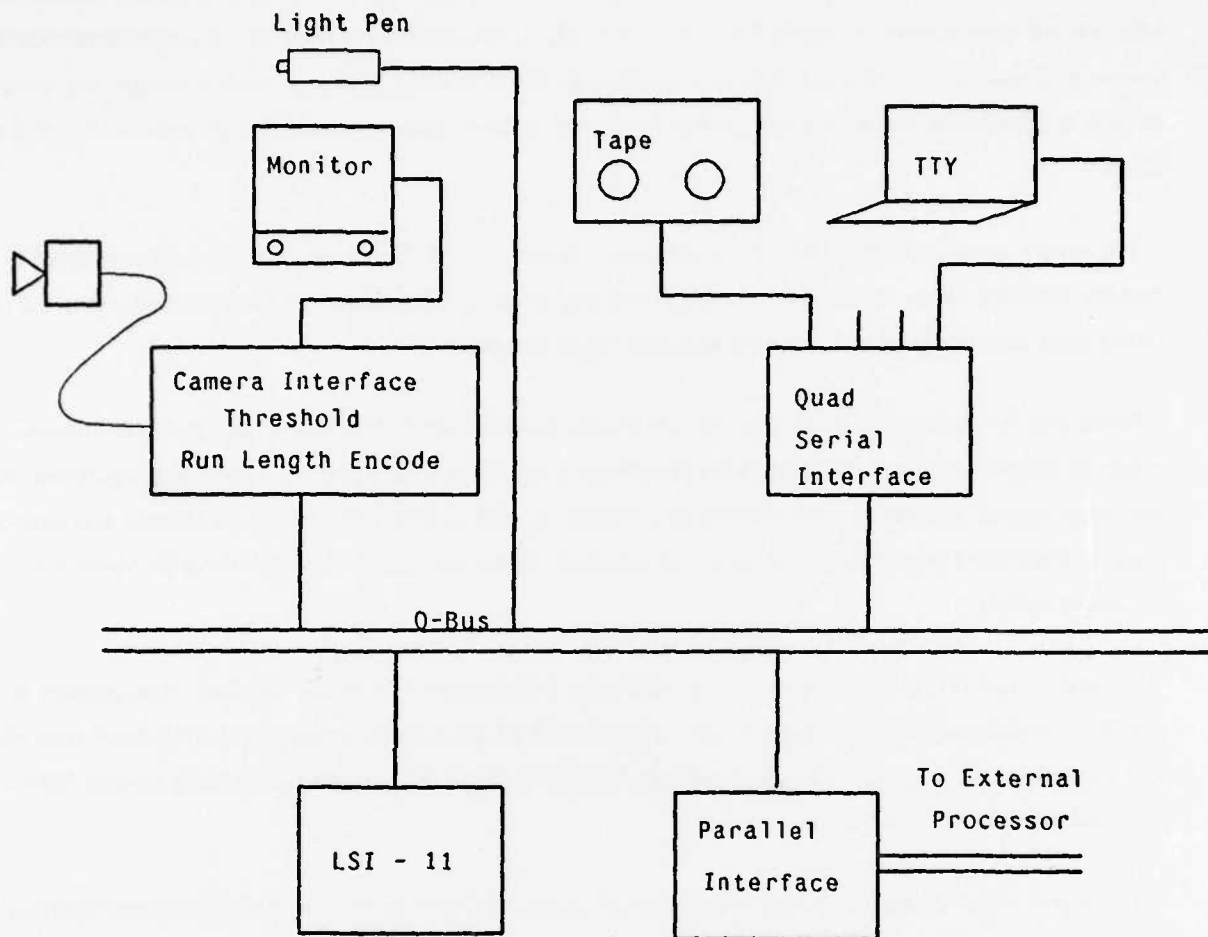 Light Pen
Monitor
Tape
TTY
Camera Interface
Threshold
Run Length Encode
Quad
Serial
Interface
Q-Bus
LSI - 11
Parallel
Interface
To External
Processor